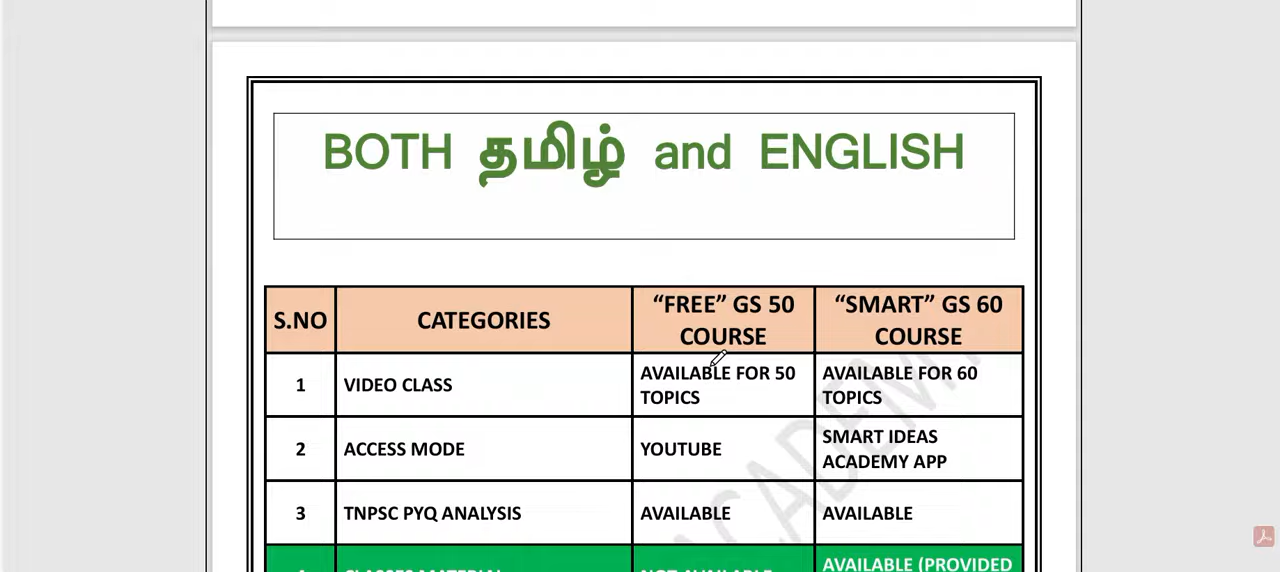 BOTH தமிழ் and ENGLISH
S.NO CATEGORIES “FREE” GS 50 COURSE “SMART” GS 60 COURSE
1 VIDEO CLASS AVAILABLE FOR 50 TOPICS AVAILABLE FOR 60 TOPICS
2 ACCESS MODE YOUTUBE SMART IDEAS ACADEMY APP
3 TNPSC PYQ ANALYSIS AVAILABLE AVAILABLE
AVAILABLE (PROVIDED
ACADEMY